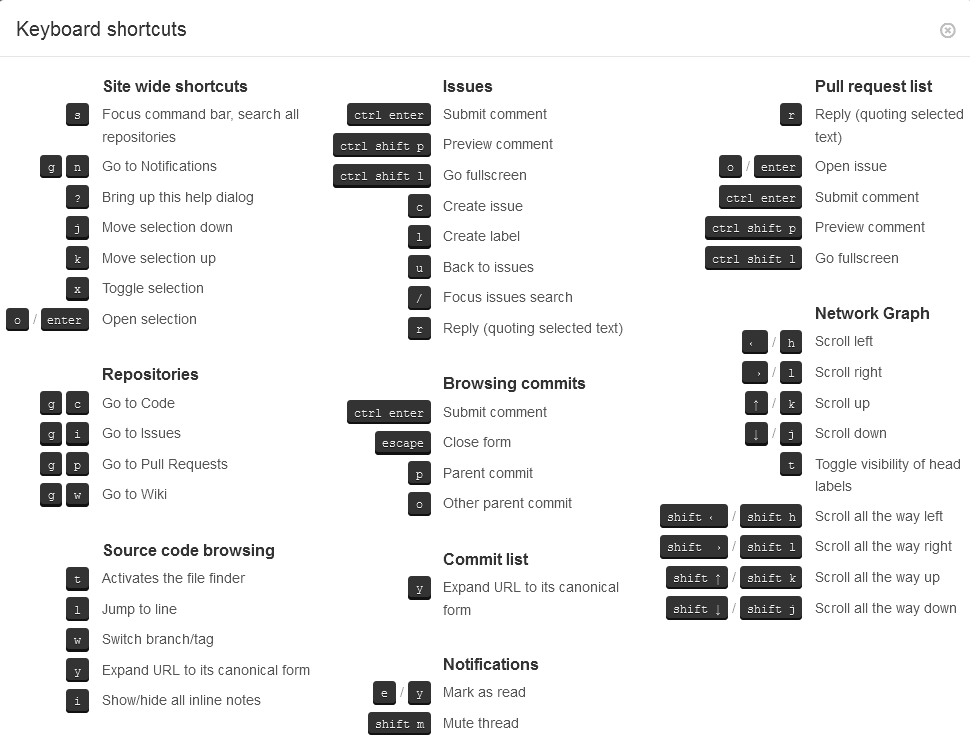 Keyboard shortcuts
Site wide shortcuts
s Focus command bar, search all
repositories
g n Go to Notifications
? Bring up this help dialog
j Move selection down
k Move selection up
x Toggle selection
o / enter Open selection
Repositories
g c Go to Code
g i Go to Issues
g p Go to Pull Requests
g w Go to Wiki
Source code browsing
t Activates the file finder
l Jump to line
w Switch branch/tag
y Expand URL to its canonical form
i Show/hide all inline notes
Issues
ctrl enter Submit comment
ctrl shift p Preview comment
ctrl shift l Go fullscreen
c Create issue
l Create label
u Back to issues
/ Focus issues search
r Reply (quoting selected text)
Browsing commits
ctrl enter Submit comment
escape Close form
p Parent commit
o Other parent commit
Commit list
y Expand URL to its canonical
form
Notifications
e / y Mark as read
shift m Mute thread
Pull request list
r Reply (quoting selected
text)
o / enter Open issue
ctrl enter Submit comment
ctrl shift p Preview comment
ctrl shift l Go fullscreen
Network Graph
← / h Scroll left
→ / l Scroll right
↑ / k Scroll up
↓ / j Scroll down
t Toggle visibility of head
labels
shift ← / shift h Scroll all the way left
shift → / shift l Scroll all the way right
shift ↑ / shift k Scroll all the way up
shift ↓ / shift j Scroll all the way down